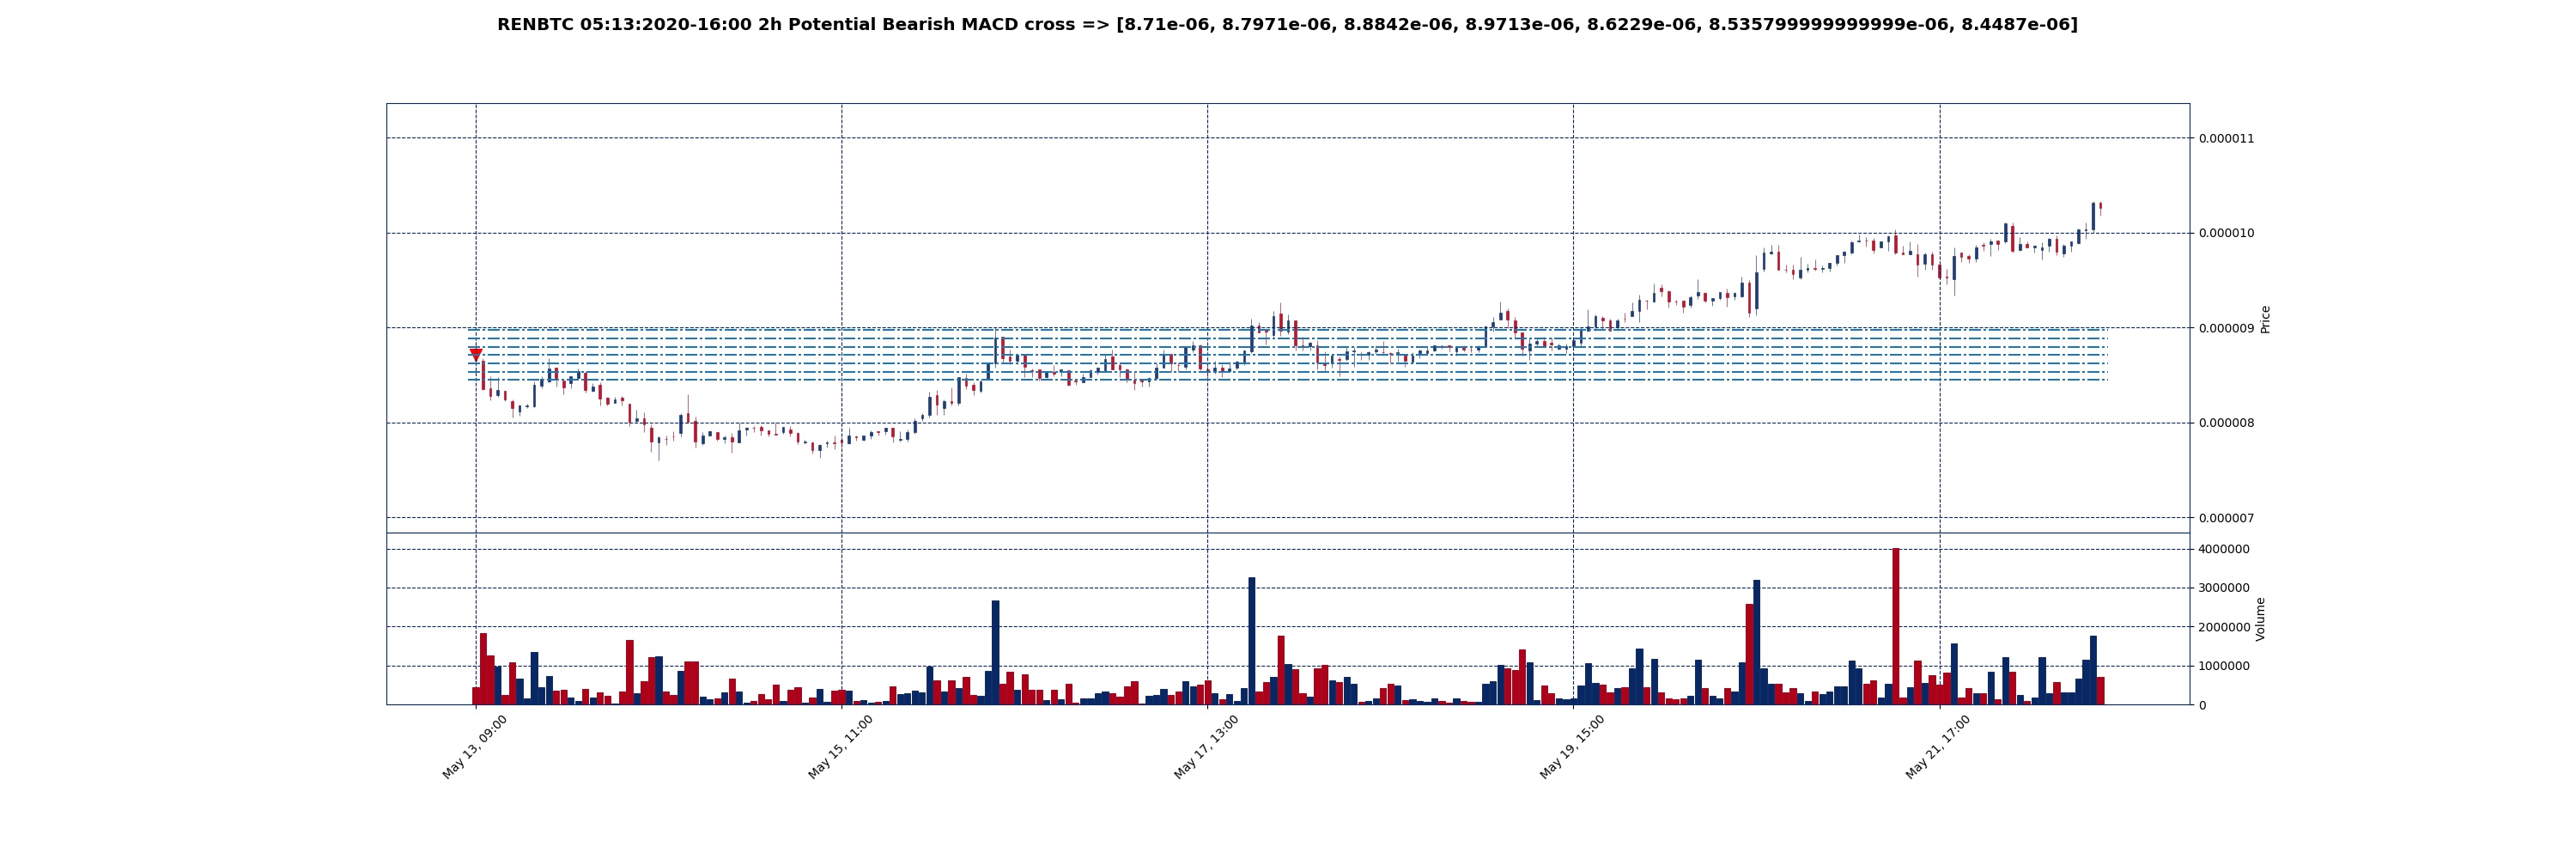 RENBTC 05:13:2020-16:00 2h Potential Bearish MACD cross => [8.71e-06, 8.7971e-06, 8.8842e-06, 8.9713e-06, 8.6229e-06, 8.535799999999999e-06, 8.4487e-06]
0.000011
0.000010
0.000009
0.000008
0.000007
Price
4000000
3000000
2000000
1000000
0
Volume
May 13, 09:00
May 15, 11:00
May 17, 13:00
May 19, 15:00
May 21, 17:00